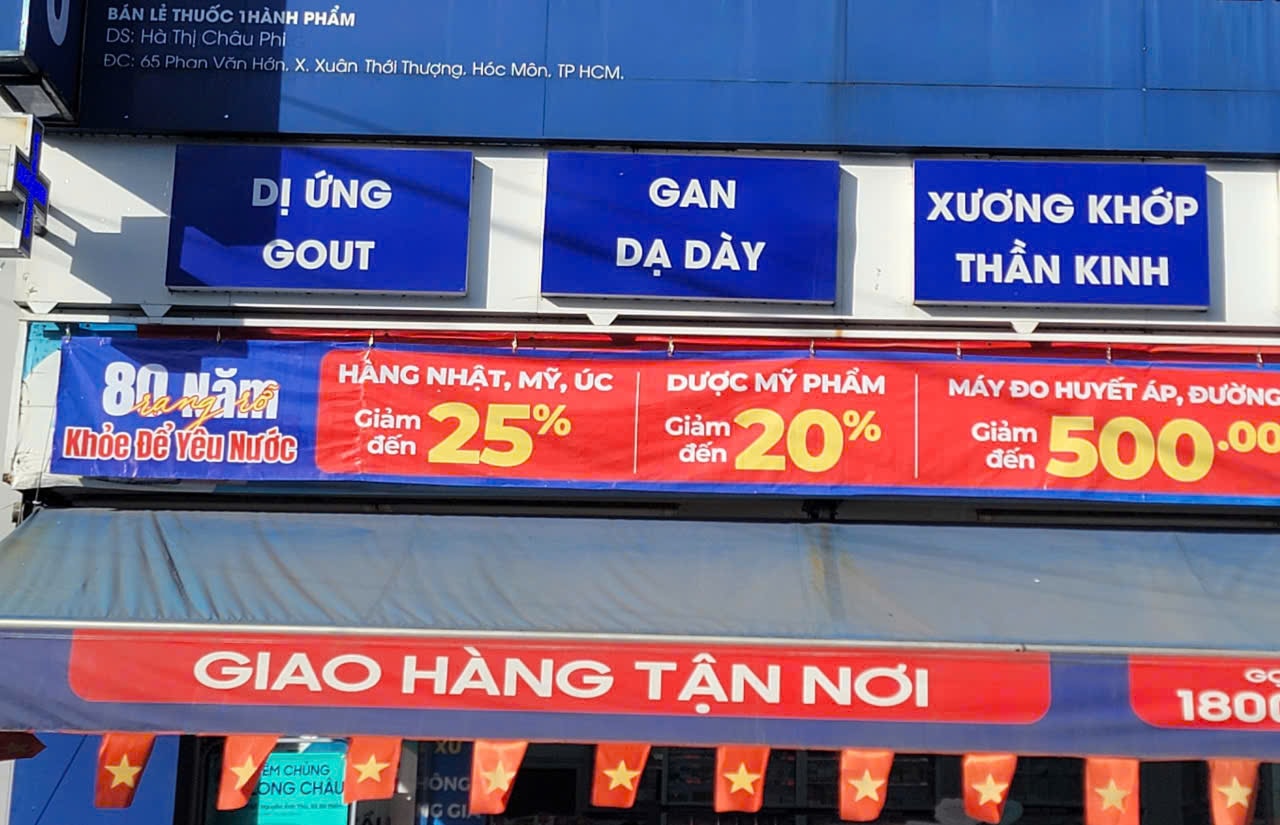 BÁN LẺ THUỐC THÀNH PHẨM
DS: Hà Thị Châu Phi
ĐC: 65 Phan Văn Hớn, X. Xuân Thới Thượng, Hóc Môn, TP HCM.
DỊ ỨNG
GOUT
GAN
DẠ DÀY
XƯƠNG KHỚP
THẦN KINH
80 Năm
rạng rỡ
Khỏe Để Yêu Nước
HÀNG NHẬT, MỸ, ÚC
Giảm đến 25%
DƯỢC MỸ PHẨM
Giảm đến 20%
MÁY ĐO HUYẾT ÁP, ĐƯỜNG
Giảm đến 500.00
GIAO HÀNG TẬN NƠI
1800
CHỦNG
LONG CHÂU